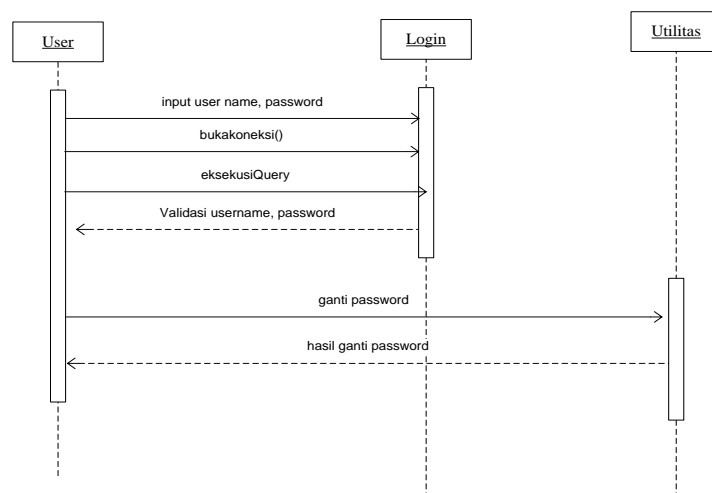 User
Login
Utilitas
input user name, password
bukakoneksi()
eksekusiQuery
Validasi username, password
ganti password
hasil ganti password